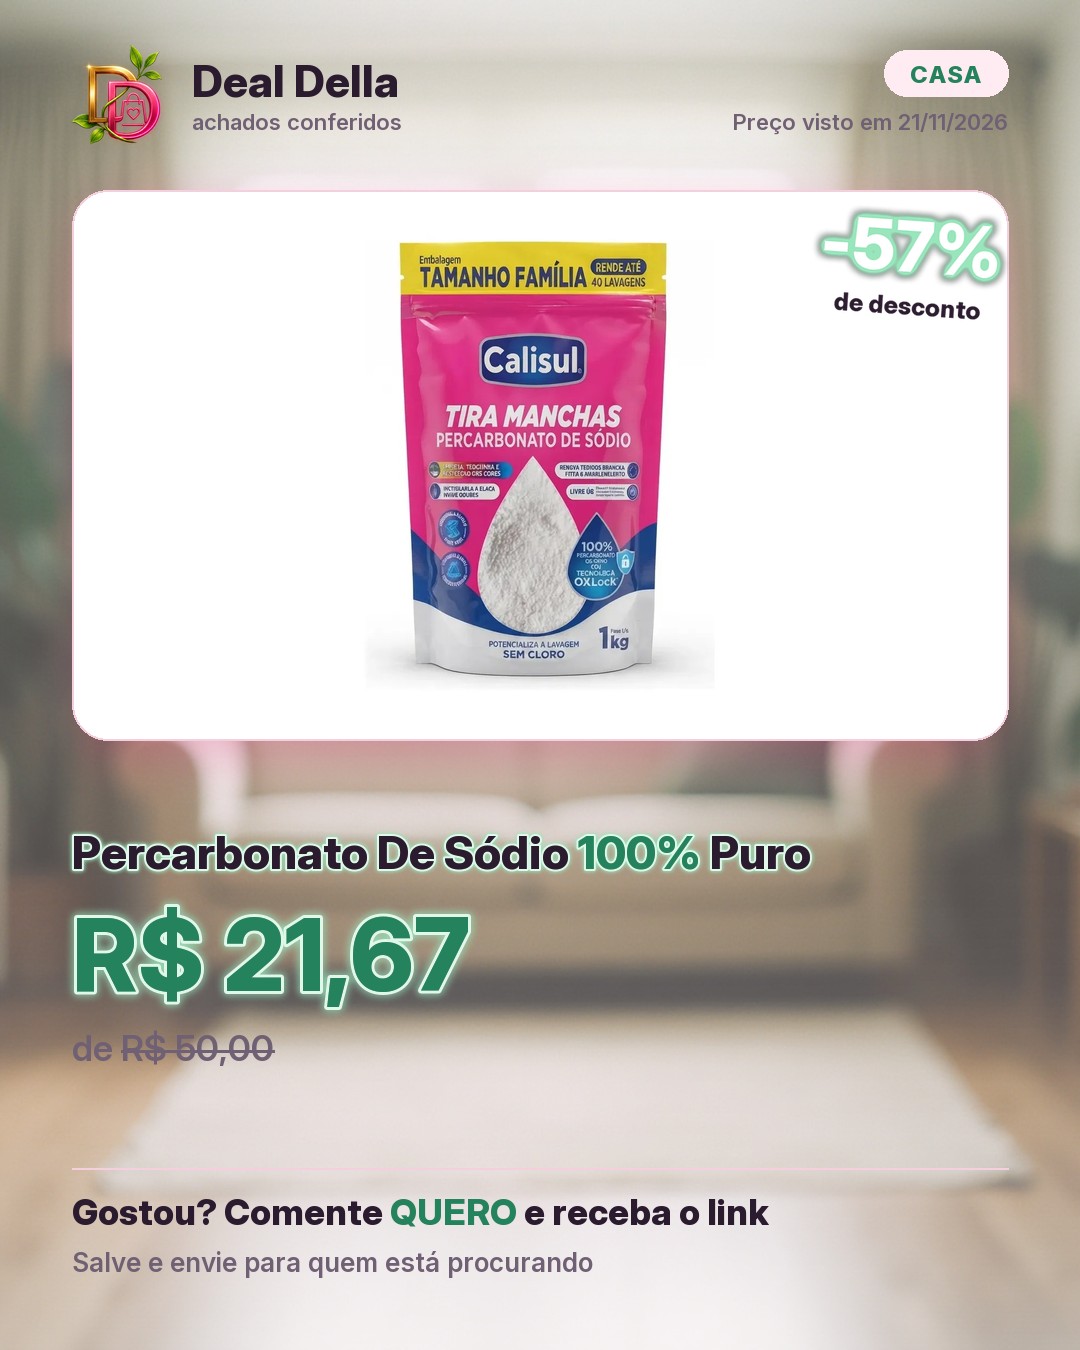 Deal Della
achados conferidos
CASA
Preço visto em 21/11/2026
-57%
de desconto
Embalagem
TAMANHO FAMÍLIA
RENDE ATÉ
40 LAVAGENS
Calisul
TIRA MANCHAS
PERCARBONATO DE SÓDIO
100%
PERCARBONATO
TECNOLBCA
OXLock
POTENCIALIZA A LAVAGEM
SEM CLORO
1kg
Percarbonato De Sódio 100% Puro
R$ 21,67
de R$ 50,00
Gostou? Comente QUERO e receba o link
Salve e envie para quem está procurando